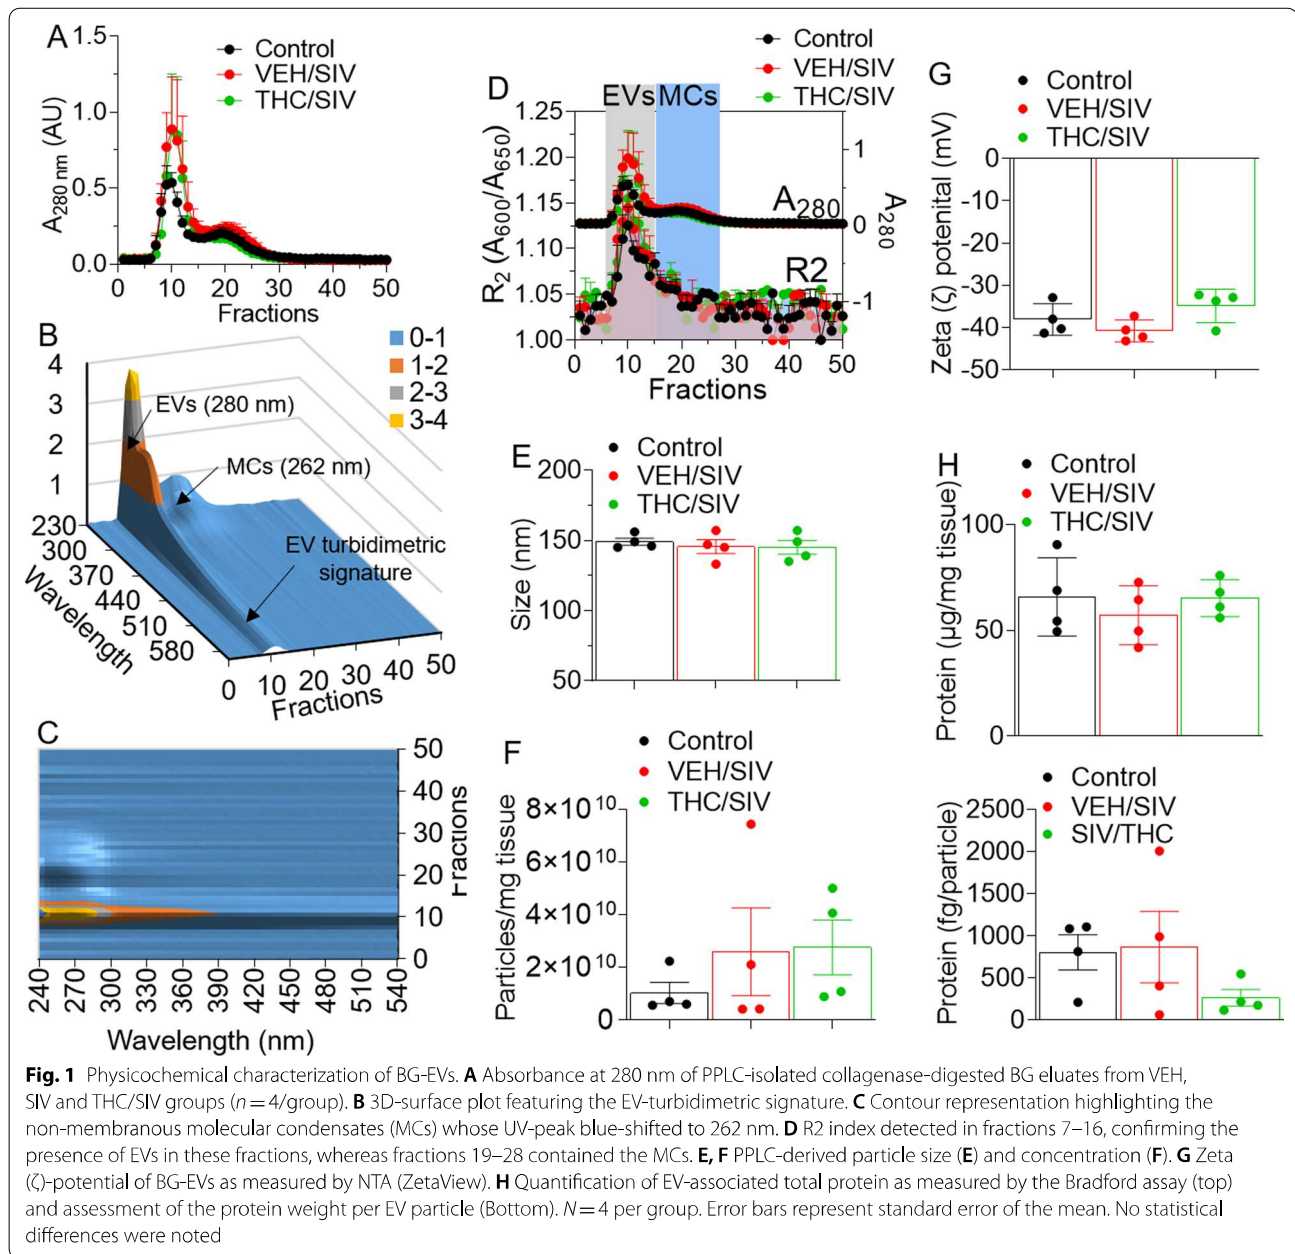 A
1.5
1.0
0.5
0.0
A280 nm (AU)
Control
VEH/SIV
THC/SIV
0 10 20 30 40 50
Fractions
B
4
3
2
1
0-1
1-2
2-3
3-4
EVs (280 nm)
MCs (262 nm)
EV turbidimetric
signature
230
300
370
440
510
580
Wavelength
0 10 20 30 40 50
Fractions
C
50
40
30
20
10
0
Fractions
240 270 300 330 360 390 420 450 480 510 540
Wavelength (nm)
D
Control
VEH/SIV
THC/SIV
EVs MCs
1.25
1.20
1.15
1.10
1.05
1.00
R2 (A600/A650)
1
0
-1
A280
A280
R2
0 10 20 30 40 50
Fractions
E
Control
VEH/SIV
THC/SIV
200
150
100
50
Size (nm)
F
Control
VEH/SIV
THC/SIV
8×10 10
6×10 10
4×10 10
2×10 10
0
Particles/mg tissue
G
Control
VEH/SIV
THC/SIV
0
-10
-20
-30
-40
-50
Zeta (ζ) potenital (mV)
H
Control
VEH/SIV
THC/SIV
100
50
0
Protein (µg/mg tissue)
Control
VEH/SIV
SIV/THC
2500
2000
1500
1000
500
0
Protein (fg/particle)
Fig. 1 Physicochemical characterization of BG-EVs. A Absorbance at 280 nm of PPLC-isolated collagenase-digested BG eluates from VEH,
SIV and THC/SIV groups (n = 4/group). B 3D-surface plot featuring the EV-turbidimetric signature. C Contour representation highlighting the
non-membranous molecular condensates (MCs) whose UV-peak blue-shifted to 262 nm. D R2 index detected in fractions 7–16, confirming the
presence of EVs in these fractions, whereas fractions 19–28 contained the MCs. E, F PPLC-derived particle size (E) and concentration (F). G Zeta
(ζ)-potential of BG-EVs as measured by NTA (ZetaView). H Quantification of EV-associated total protein as measured by the Bradford assay (top)
and assessment of the protein weight per EV particle (Bottom). N = 4 per group. Error bars represent standard error of the mean. No statistical
differences were noted